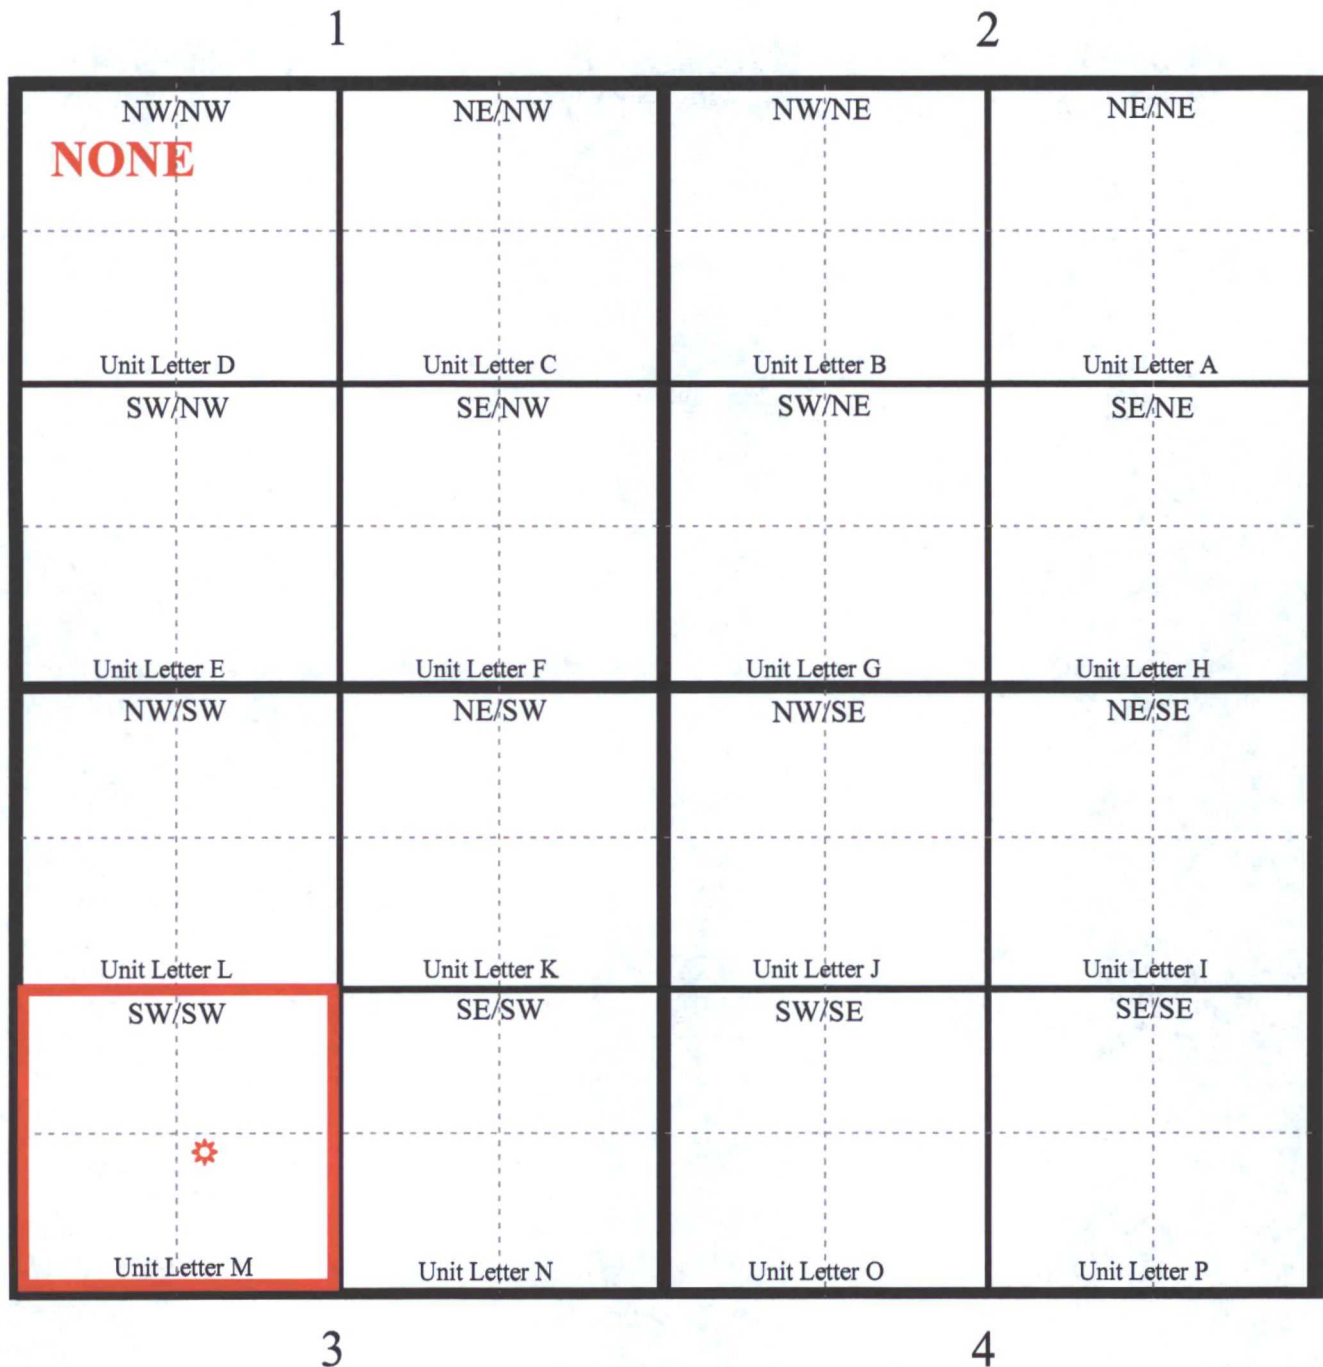 1 2
NW/NW NE/NW NW/NE NE/NE
NONE
Unit Letter D Unit Letter C Unit Letter B Unit Letter A
SW/NW SE/NW SW/NE SE/NE
Unit Letter E Unit Letter F Unit Letter G Unit Letter H
NW/SW NE/SW NW/SE NE/SE
Unit Letter L Unit Letter K Unit Letter J Unit Letter I
SW/SW SE/SW SW/SE SE/SE
Unit Letter M Unit Letter N Unit Letter O Unit Letter P
3 4